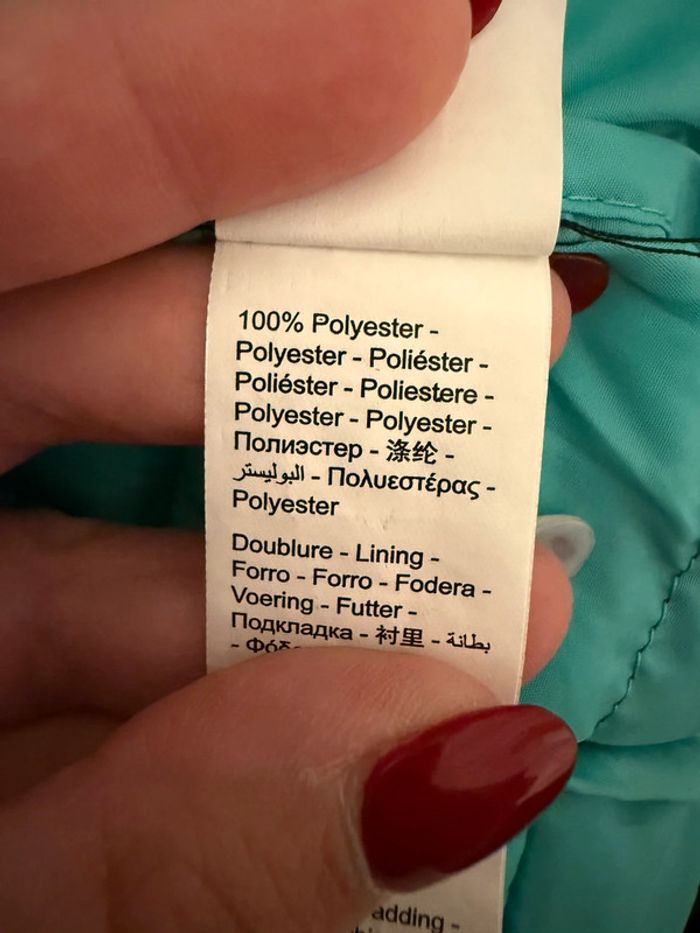 100% Polyester -
Polyester - Poliéster -
Poliéster - Poliestere -
Polyester - Polyester -
Полиэстер - 涤纶 -
البوليستر - Πολυεστέρας -
Polyester
Doublure - Lining -
Forro - Forro - Fodera -
Voering - Futter -
Подкладка - 衬里 - بطانة
-